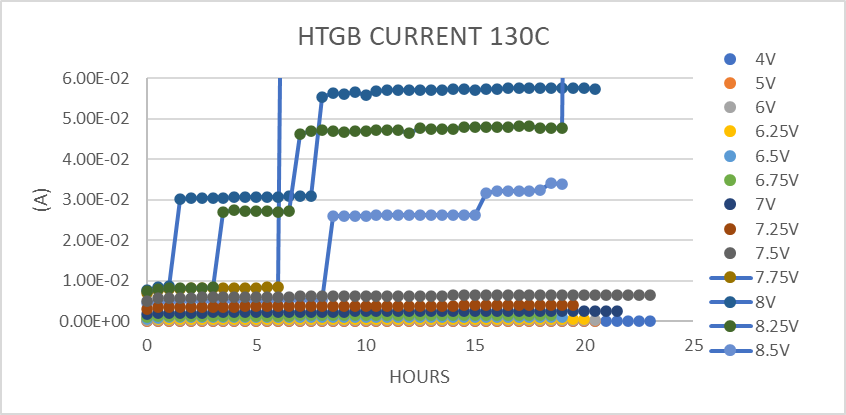 HTGB CURRENT 130C
6.00E-02
5.00E-02
4.00E-02
3.00E-02
2.00E-02
1.00E-02
0.00E+00
(A)
0 5 10 15 20 25
HOURS
4V
5V
6V
6.25V
6.5V
6.75V
7V
7.25V
7.5V
7.75V
8V
8.25V
8.5V